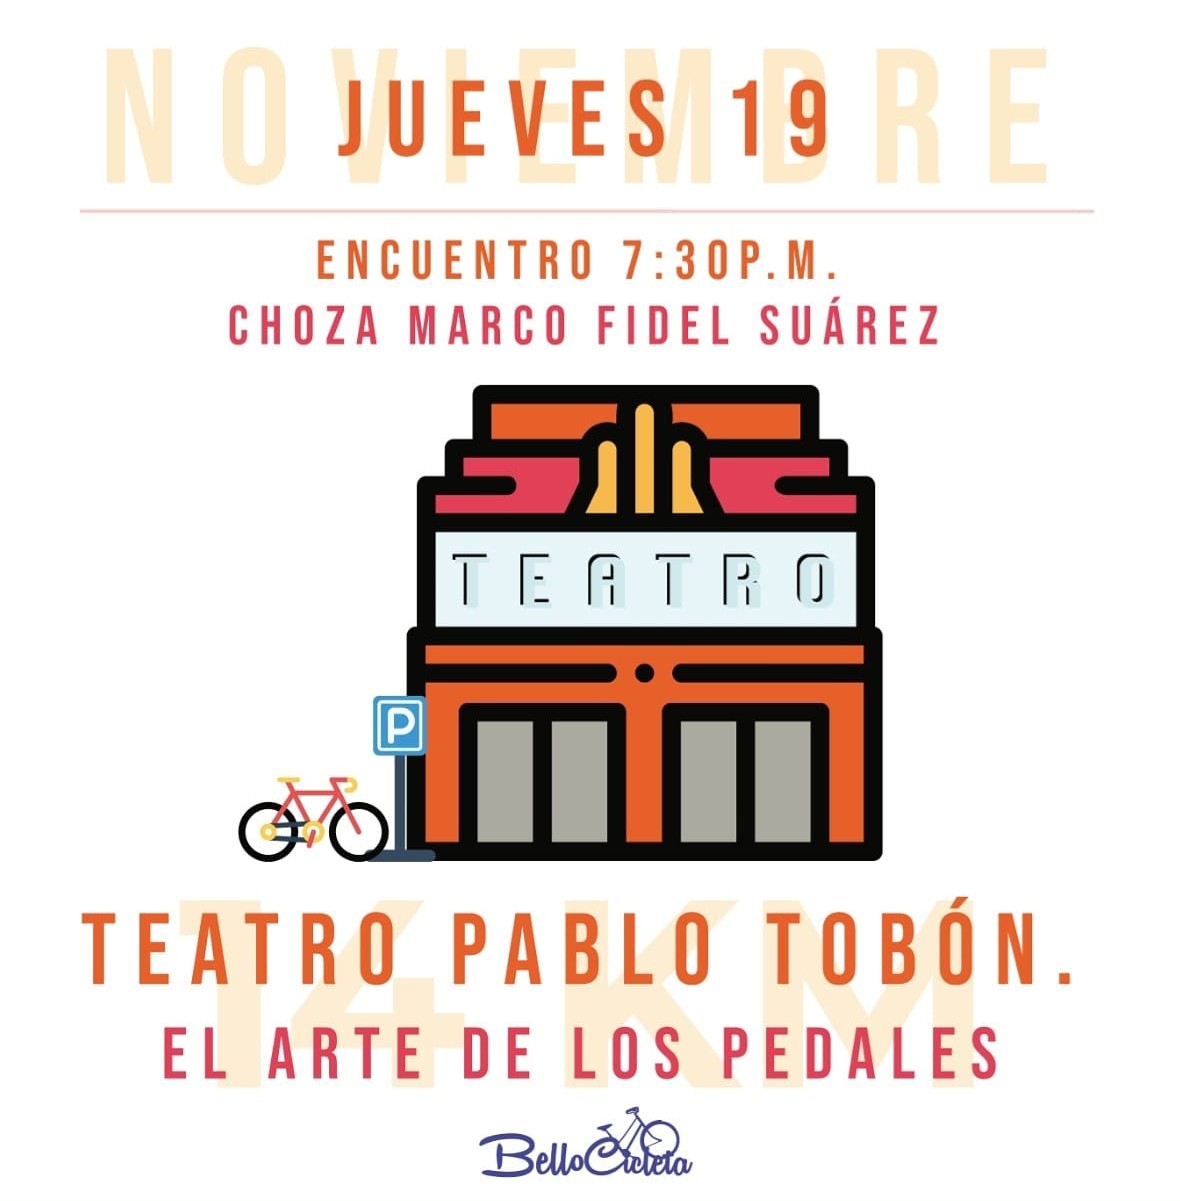 NOVIEMBRE
JUEVES 19
ENCUENTRO 7:30P.M.
CHOZA MARCO FIDEL SUÁREZ
TEATRO
P
TEATRO PABLO TOBÓN.
14 KM
EL ARTE DE LOS PEDALES
BelloCicleta